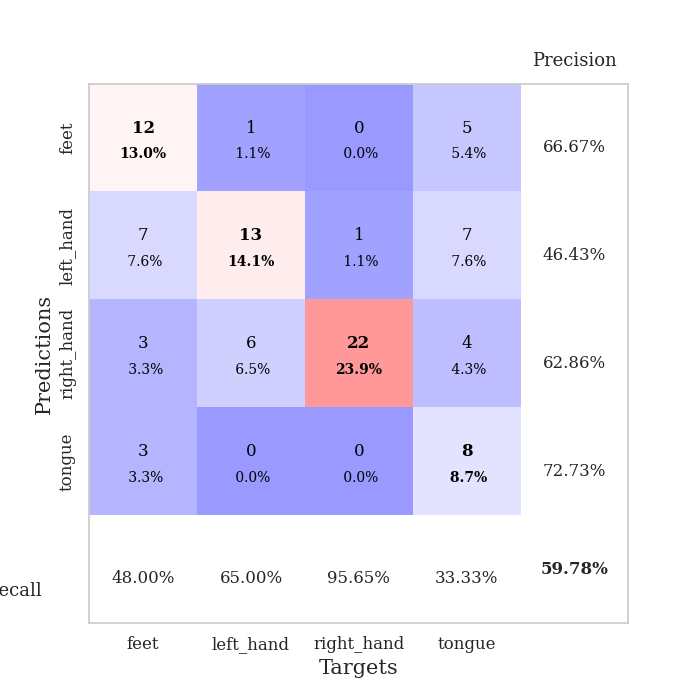 Precision
feet
12 1 0 5
13.0% 1.1% 0.0% 5.4%
66.67%
left_hand
7 13 1 7
7.6% 14.1% 1.1% 7.6%
46.43%
Predictions
right_hand
3 6 22 4
3.3% 6.5% 23.9% 4.3%
62.86%
tongue
3 0 0 8
3.3% 0.0% 0.0% 8.7%
72.73%
ecall
48.00% 65.00% 95.65% 33.33% 59.78%
feet left_hand right_hand tongue
Targets